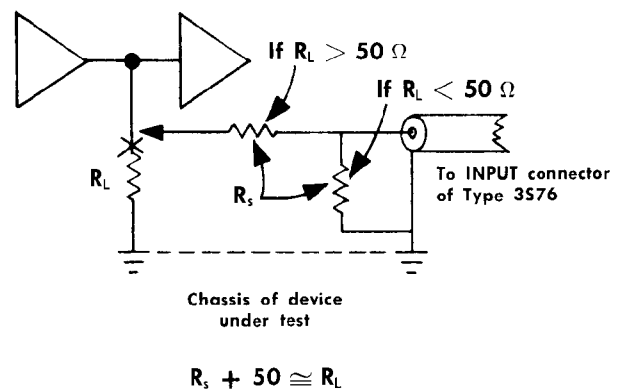 If R_L > 50 Ω
If R_L < 50 Ω
R_L
R_s
To INPUT connector
of Type 3S76
Chassis of device
under test
R_s + 50 ≅ R_L